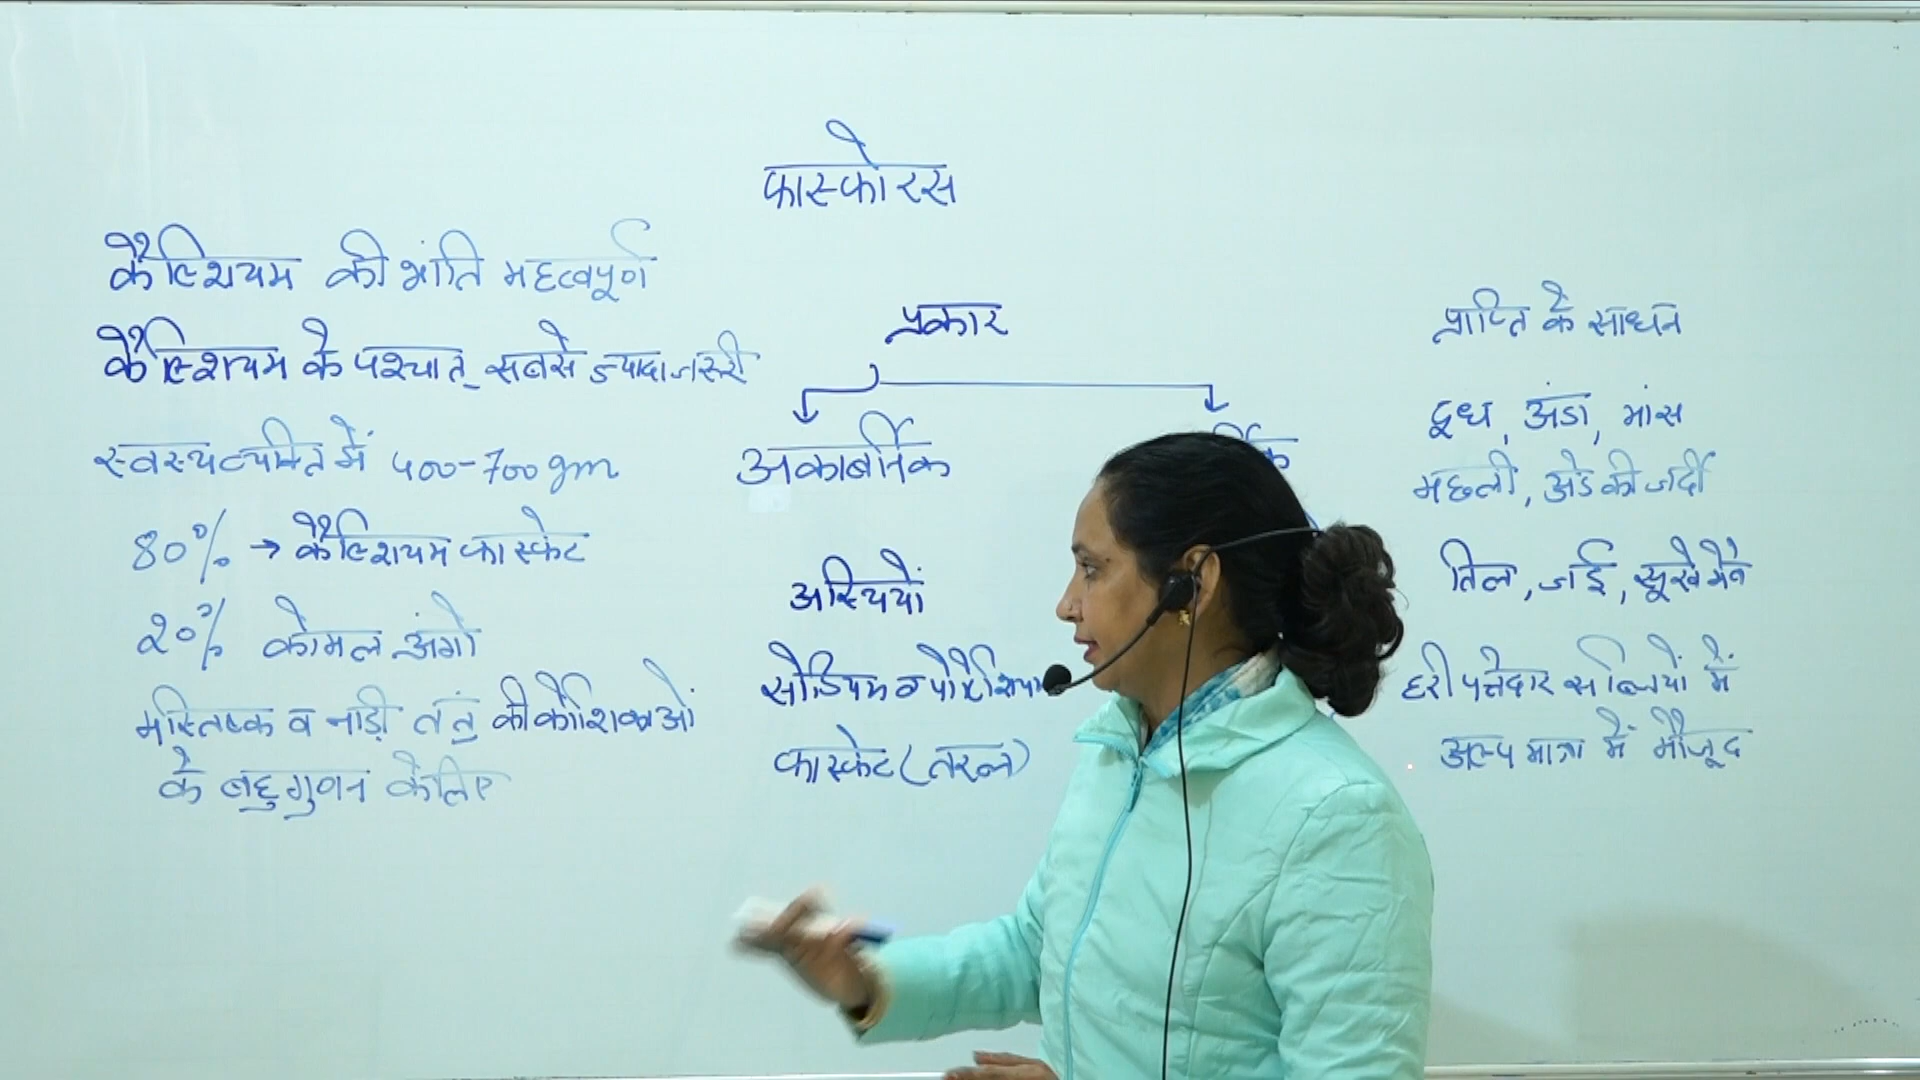 फास्फोरस
कैल्शियम की भांति महत्वपूर्ण
कैल्शियम के पश्चात् सबसे ज्यादा जरूरी
स्वस्थ व्यक्ति में 400-700 gm
80% → कैल्शियम फास्फेट
20% कोमल अंगो
मस्तिष्क व नाड़ी तंतु की कोशिकाओं
के बहुगुणन के लिए
प्रकार
अकार्बनिक
अस्थियों
सोडियम व पोटेशियम
फास्फेट (तरल)
प्राप्ति के साधन
दूध, अंडा, मांस
मछली, अंडे की जर्दी
तिल, जई, सूखे मेवे
हरी पत्तेदार सब्जियों में
अल्प मात्रा में मौजूद